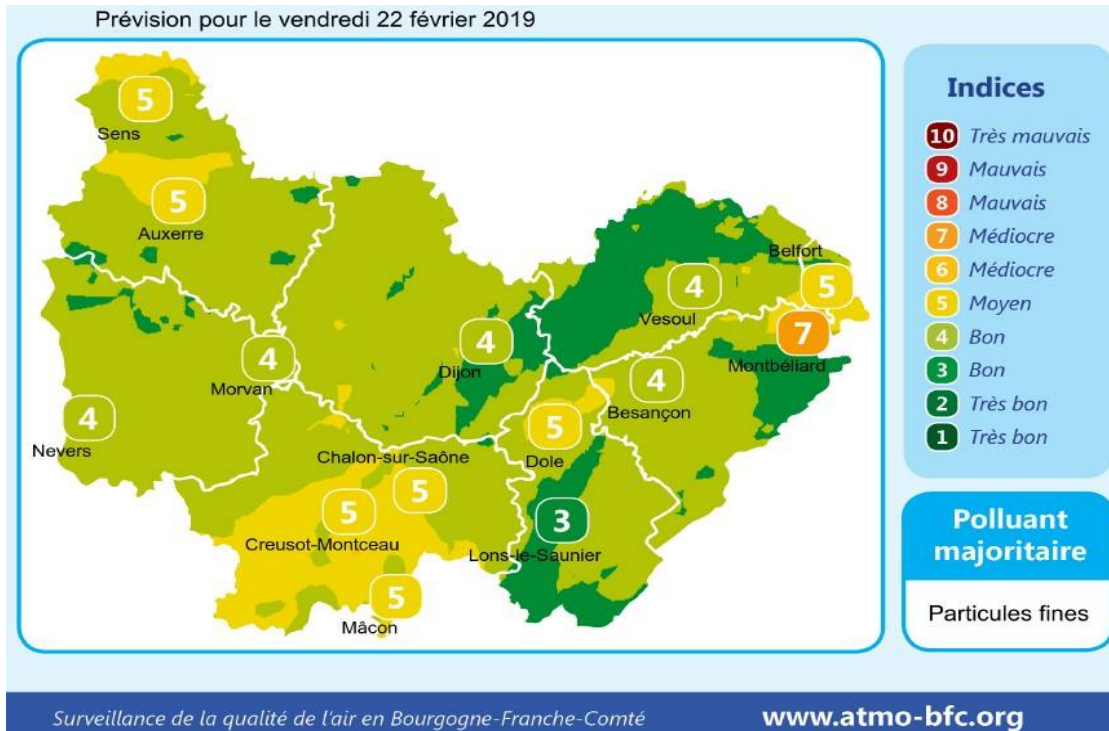 Prévision pour le vendredi 22 février 2019
5
Sens
5
Auxerre
Belfort
5
4
Vesoul
7
Montbéliard
4
Dijon
4
Morvan
4
Besançon
4
Nevers
5
Dole
Chalon-sur-Saône
5
5
Creusot-Montceau
3
Lons-le-Saunier
5
Mâcon
Indices
10 Très mauvais
9 Mauvais
8 Mauvais
7 Médiocre
6 Médiocre
5 Moyen
4 Bon
3 Bon
2 Très bon
1 Très bon
Polluant
majoritaire
Particules fines
Surveillance de la qualité de l'air en Bourgogne-Franche-Comté www.atmo-bfc.org